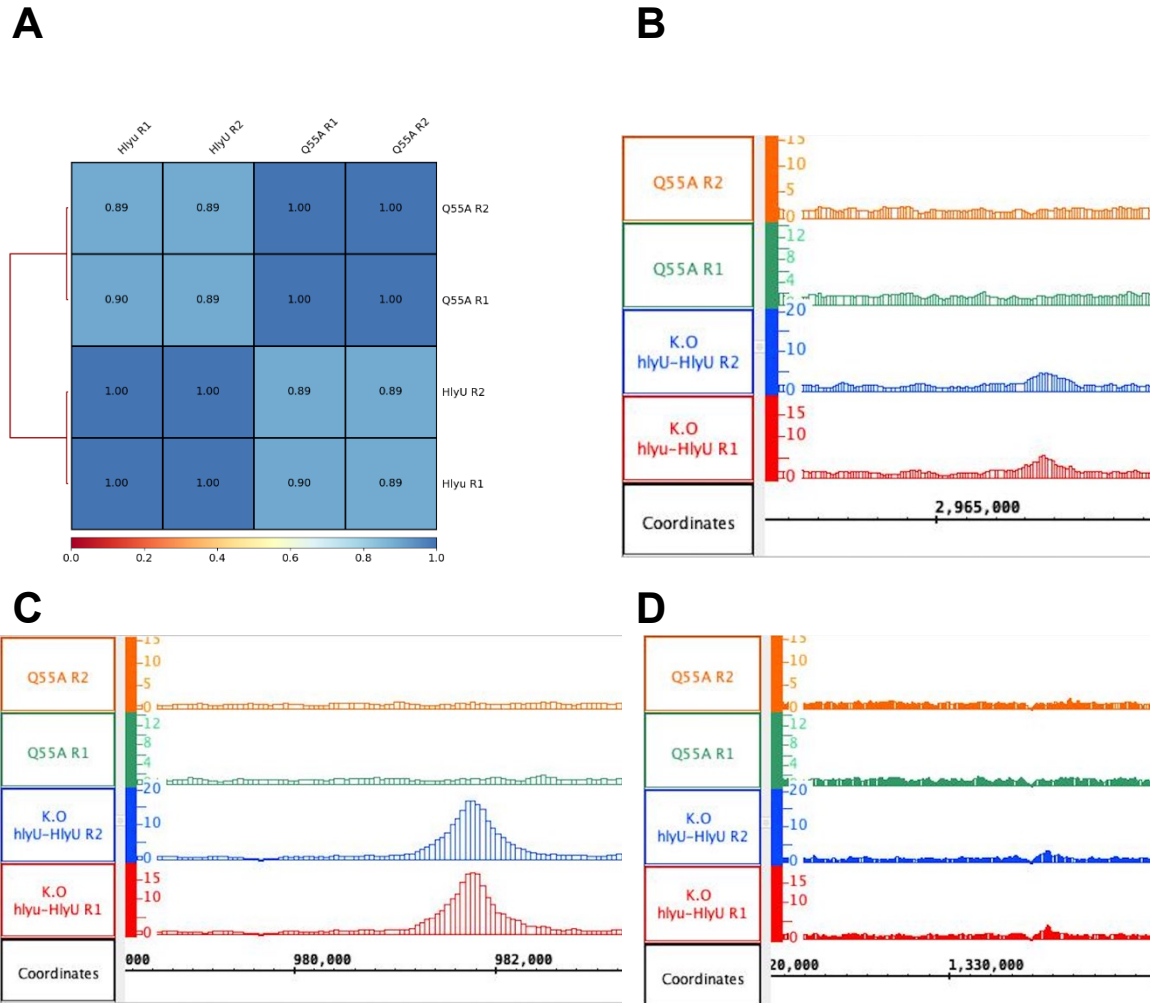 A
B
Hlyu R1
HlyU R2
Q55A R1
Q55A R2
0.89 0.89 1.00 1.00 Q55A R2
0.90 0.89 1.00 1.00 Q55A R1
1.00 1.00 0.89 0.89 HlyU R2
1.00 1.00 0.90 0.89 Hlyu R1
0.0 0.2 0.4 0.6 0.8 1.0
Q55A R2
15
10
5
0
Q55A R1
12
8
4
K.O
hlyU-HlyU R2
20
10
0
K.O
hlyu-HlyU R1
15
10
0
Coordinates
2,965,000
C
D
Q55A R2
15
10
5
0
Q55A R1
12
8
4
K.O
hlyU-HlyU R2
20
10
0
K.O
hlyu-HlyU R1
15
10
0
Coordinates
000 980,000 982,000
Q55A R2
15
10
5
0
Q55A R1
12
8
4
K.O
hlyU-HlyU R2
20
10
0
K.O
hlyu-HlyU R1
15
10
0
Coordinates
20,000 1,330,000